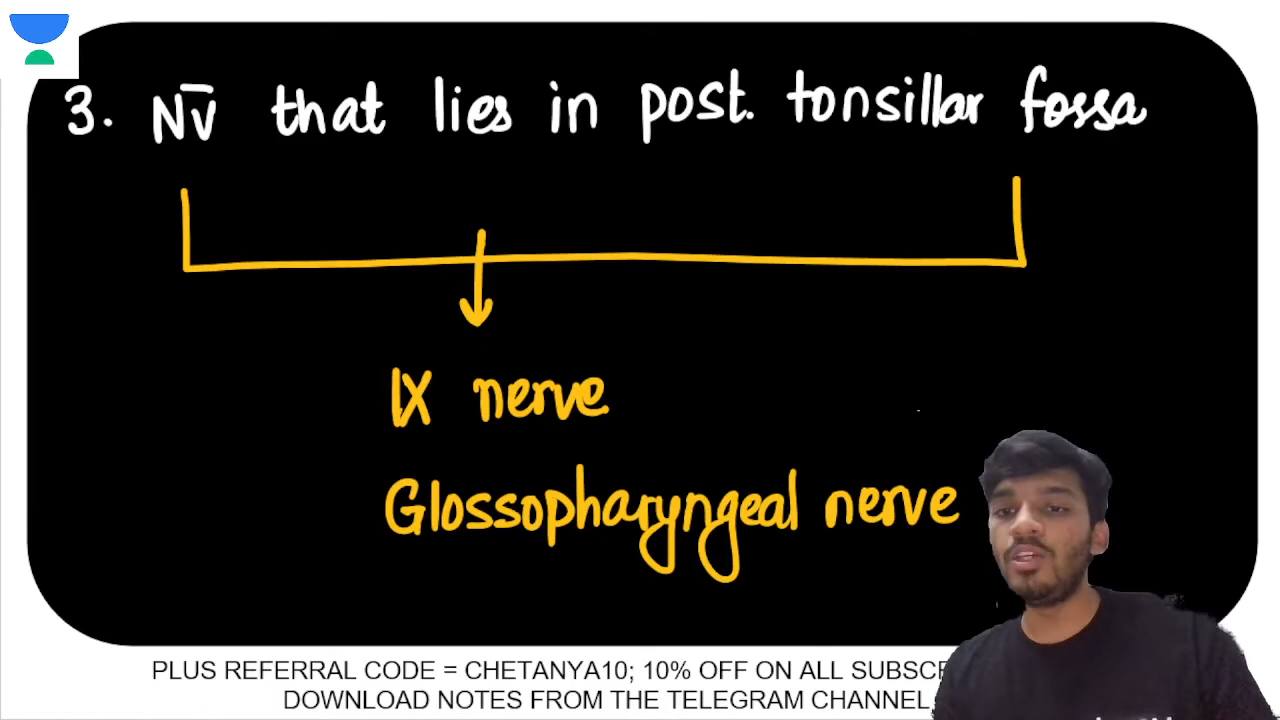 3. NV̅ that lies in post. tonsillar fossa
IX nerve
Glossopharyngeal nerve
PLUS REFERRAL CODE = CHETANYA10; 10% OFF ON ALL
DOWNLOAD NOTES FROM THE TELEGRAM CHANNEL